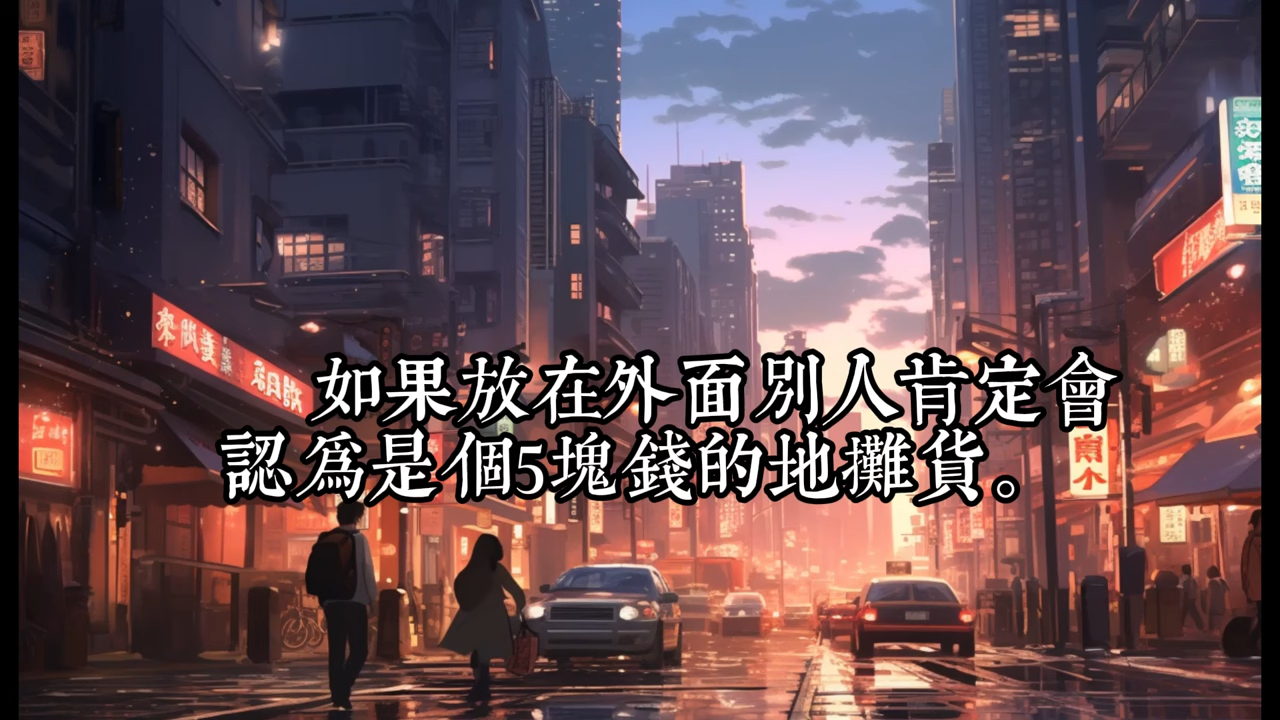 如果放在外面別人肯定會
認爲是個5塊錢的地攤貨。